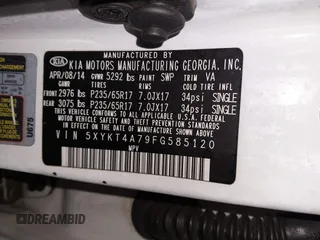 MANUFACTURED BY
KIA KIA MOTORS MANUFACTURING GEORGIA, INC.
APR/08/14 GVWR 5292 lbs PAINT SWP TRIM VA
GAWR TIRES RIMS COLD TIRE INFL
FRONT 2976 lbs P235/65R17 7.0JX17 34psi SINGLE
REAR 3075 lbs P235/65R17 7.0JX17 34psi SINGLE
THIS VEHICLE CONFORMS TO ALL APPLICABLE FEDERAL
MOTOR VEHICLE SAFETY AND THEFT PREVENTION
STANDARDS IN EFFECT ON THE DATE OF MANUFACTURE
SHOWN ABOVE.
VIN 5XYKT4A79FG585120
MPV
U675
DREAMBID